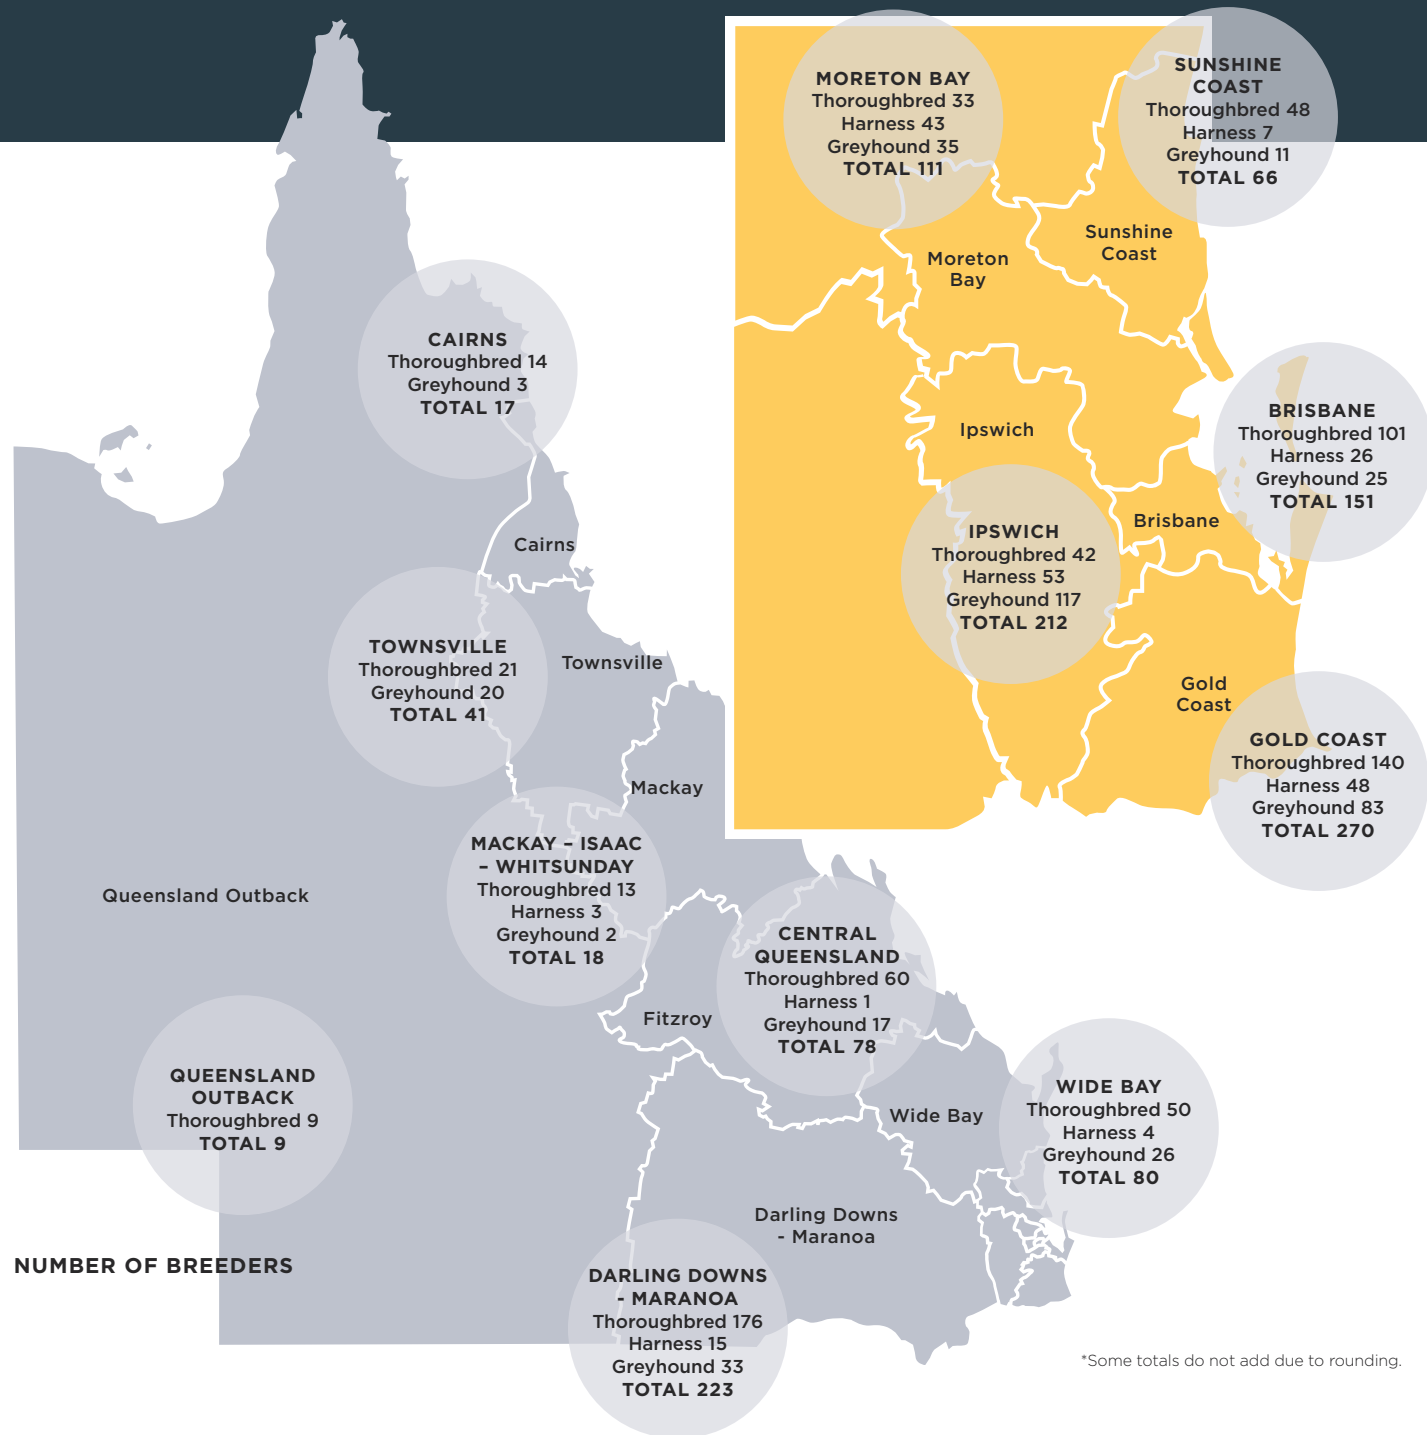 MORETON BAY
Thoroughbred 33
Harness 43
Greyhound 35
TOTAL 111
SUNSHINE
COAST
Thoroughbred 48
Harness 7
Greyhound 11
TOTAL 66
Sunshine
Coast
Moreton
Bay
CAIRNS
Thoroughbred 14
Greyhound 3
TOTAL 17
Ipswich
BRISBANE
Thoroughbred 101
Harness 26
Greyhound 25
TOTAL 151
Brisbane
IPSWICH
Thoroughbred 42
Harness 53
Greyhound 117
TOTAL 212
Cairns
TOWNSVILLE
Thoroughbred 21
Greyhound 20
TOTAL 41
Townsville
Gold
Coast
GOLD COAST
Thoroughbred 140
Harness 48
Greyhound 83
TOTAL 270
Mackay
MACKAY – ISAAC
– WHITSUNDAY
Thoroughbred 13
Harness 3
Greyhound 2
TOTAL 18
Queensland Outback
CENTRAL
QUEENSLAND
Thoroughbred 60
Harness 1
Greyhound 17
TOTAL 78
Fitzroy
QUEENSLAND
OUTBACK
Thoroughbred 9
TOTAL 9
Wide Bay
WIDE BAY
Thoroughbred 50
Harness 4
Greyhound 26
TOTAL 80
Darling Downs
- Maranoa
NUMBER OF BREEDERS
DARLING DOWNS
- MARANOA
Thoroughbred 176
Harness 15
Greyhound 33
TOTAL 223
*Some totals do not add due to rounding.